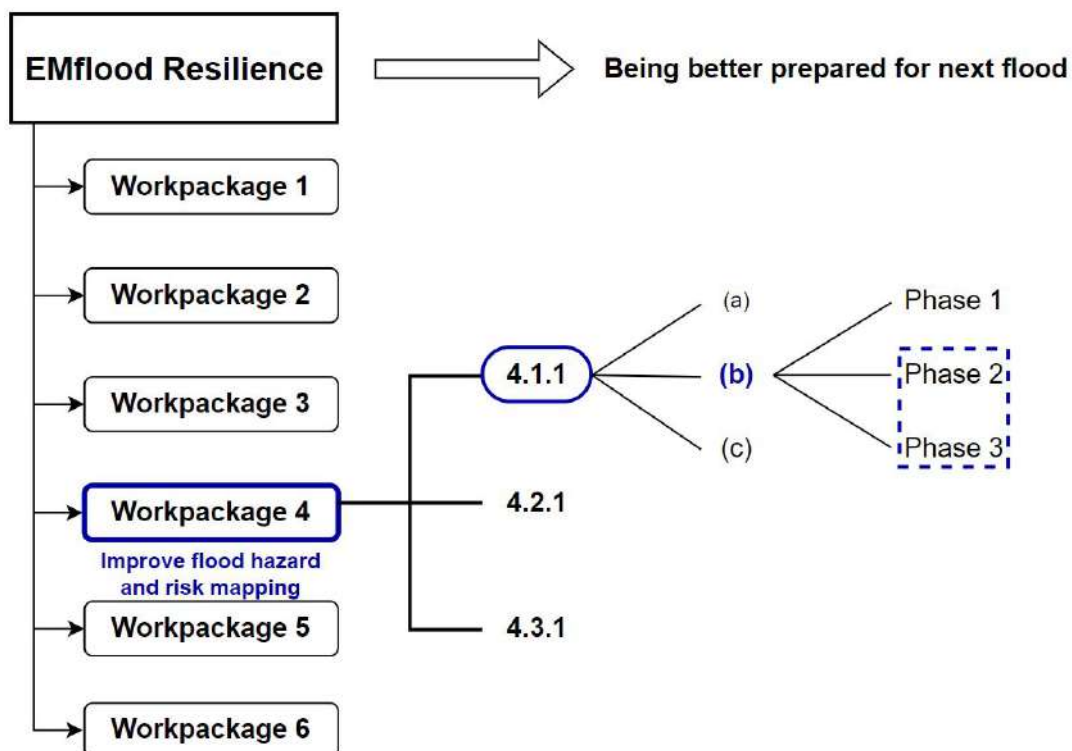 EMflood Resilience
Being better prepared for next flood
Workpackage 1
Workpackage 2
Workpackage 3
Workpackage 4
Improve flood hazard
and risk mapping
Workpackage 5
Workpackage 6
4.1.1
4.2.1
4.3.1
(a)
(b)
(c)
Phase 1
Phase 2
Phase 3